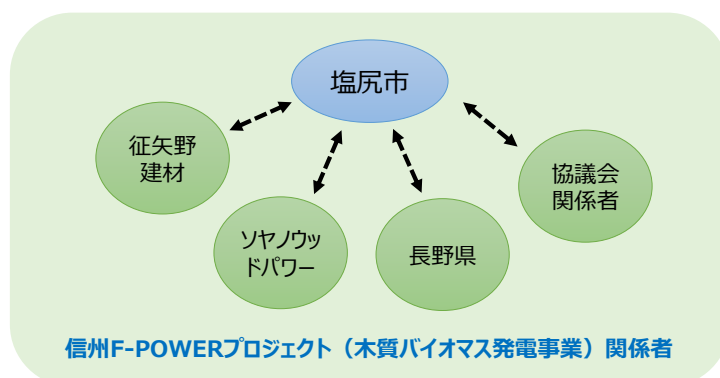 塩尻市
征矢野
建材
協議会
関係者
ソヤノウッ
ドパワー
長野県
信州F-POWERプロジェクト（木質バイオマス発電事業）関係者